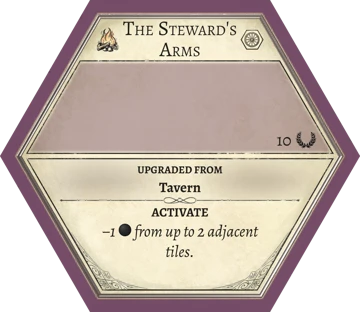 The Steward's
Arms
10
UPGRADED FROM
Tavern
ACTIVATE
–1 from up to 2 adjacent
tiles.